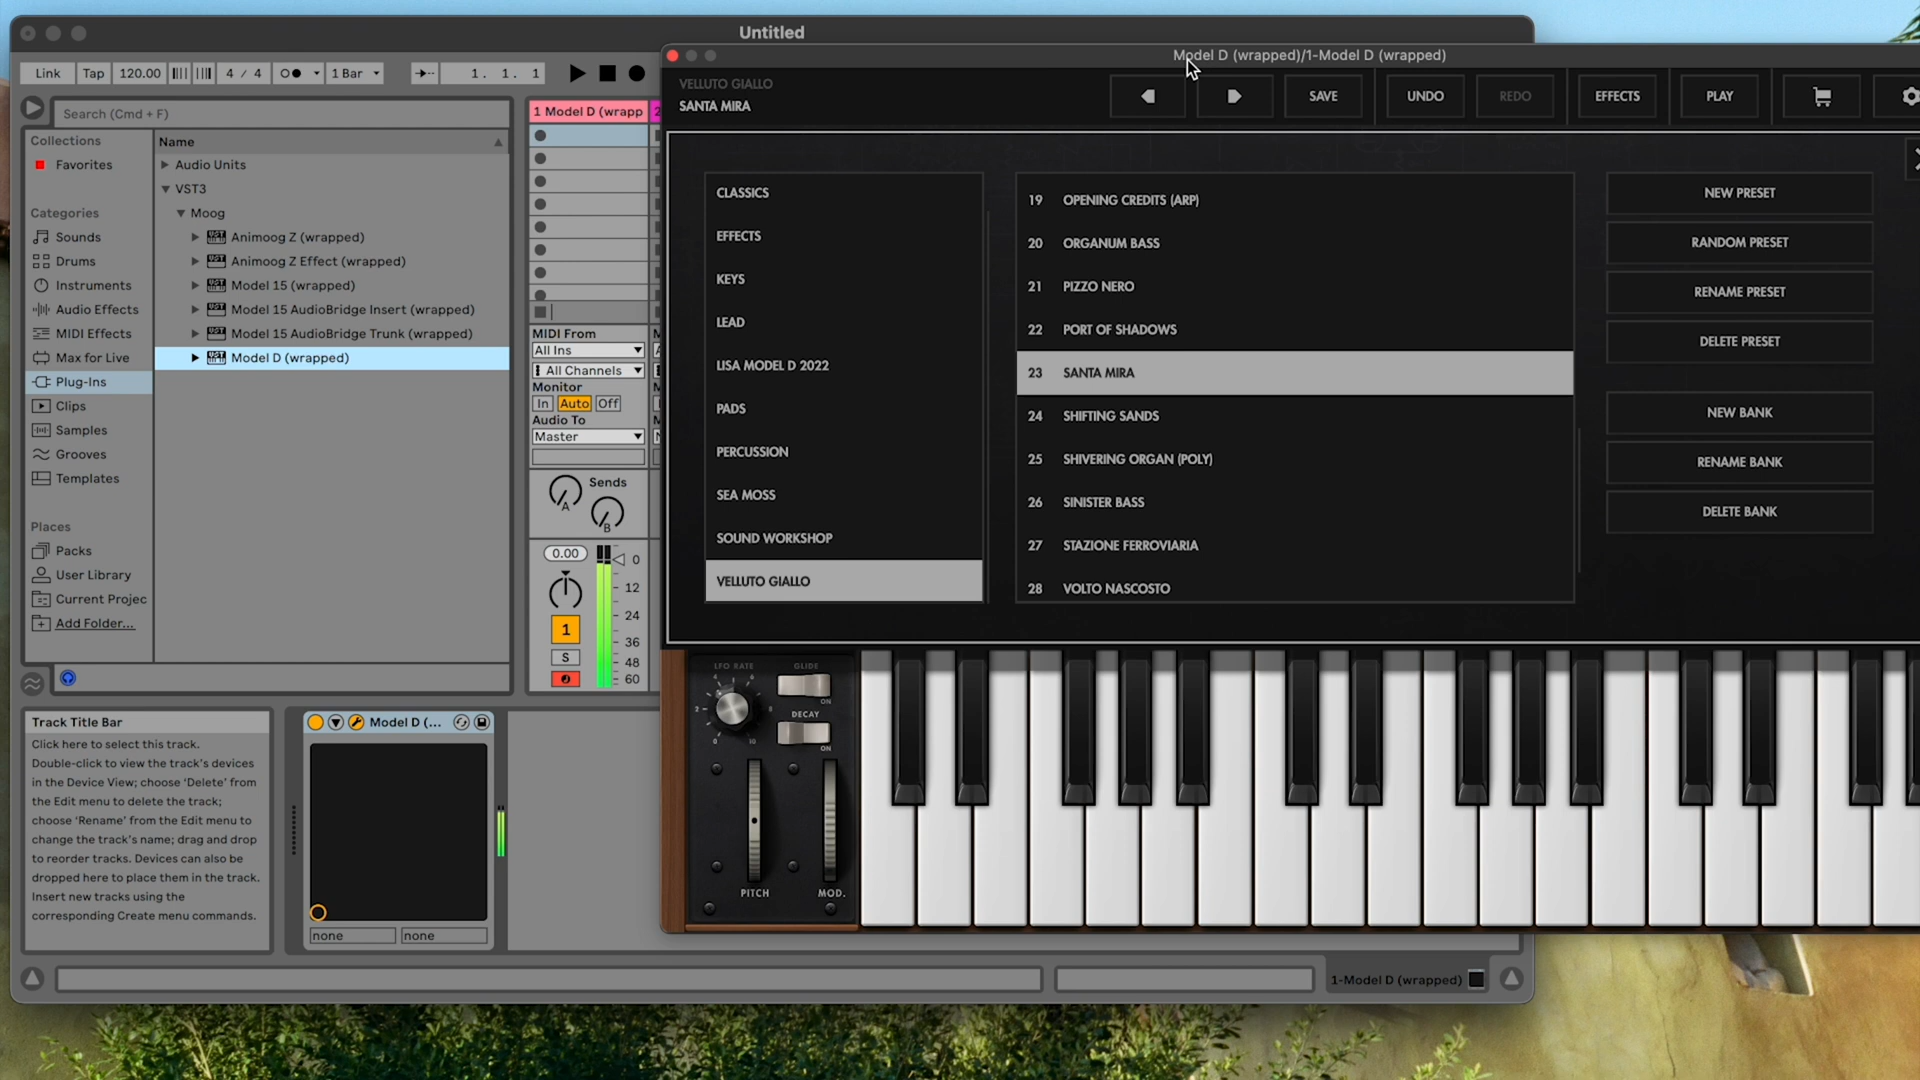 Untitled
Link
Tap
120.00
4 / 4
1 Bar
1. 1. 1
Model D (wrapped)/1-Model D (wrapped)
VELLUTO GIALLO
SANTA MIRA
SAVE
UNDO
REDO
EFFECTS
PLAY
Search (Cmd + F)
Collections
Favorites
Categories
Sounds
Drums
Instruments
Audio Effects
MIDI Effects
Max for Live
Plug-Ins
Clips
Samples
Grooves
Templates
Places
Packs
User Library
Current Projec
Add Folder...
Name
Audio Units
VST3
Moog
Animoog Z (wrapped)
Animoog Z Effect (wrapped)
Model 15 (wrapped)
Model 15 AudioBridge Insert (wrapped)
Model 15 AudioBridge Trunk (wrapped)
Model D (wrapped)
1 Model D (wrapp
MIDI From
All Ins
All Channels
Monitor
In Auto Off
Audio To
Master
Sends
A
B
0.00
0
12
24
36
48
60
1
S
CLASSICS
EFFECTS
KEYS
LEAD
LISA MODEL D 2022
PADS
PERCUSSION
SEA MOSS
SOUND WORKSHOP
VELLUTO GIALLO
19 OPENING CREDITS (ARP)
20 ORGANUM BASS
21 PIZZO NERO
22 PORT OF SHADOWS
23 SANTA MIRA
24 SHIFTING SANDS
25 SHIVERING ORGAN (POLY)
26 SINISTER BASS
27 STAZIONE FERROVIARIA
28 VOLTO NASCOSTO
NEW PRESET
RANDOM PRESET
RENAME PRESET
DELETE PRESET
NEW BANK
RENAME BANK
DELETE BANK
LFO RATE
GLIDE
ON
DECAY
ON
0
2
4
6
8
10
PITCH
MOD.
Track Title Bar
Click here to select this track.
Double-click to view the track's devices
in the Device View; choose 'Delete' from
the Edit menu to delete the track;
choose 'Rename' from the Edit menu to
change the track's name; drag and drop
to reorder tracks. Devices can also be
dropped here to place them in the track.
Insert new tracks using the
corresponding Create menu commands.
Model D (...
none
none
1-Model D (wrapped)